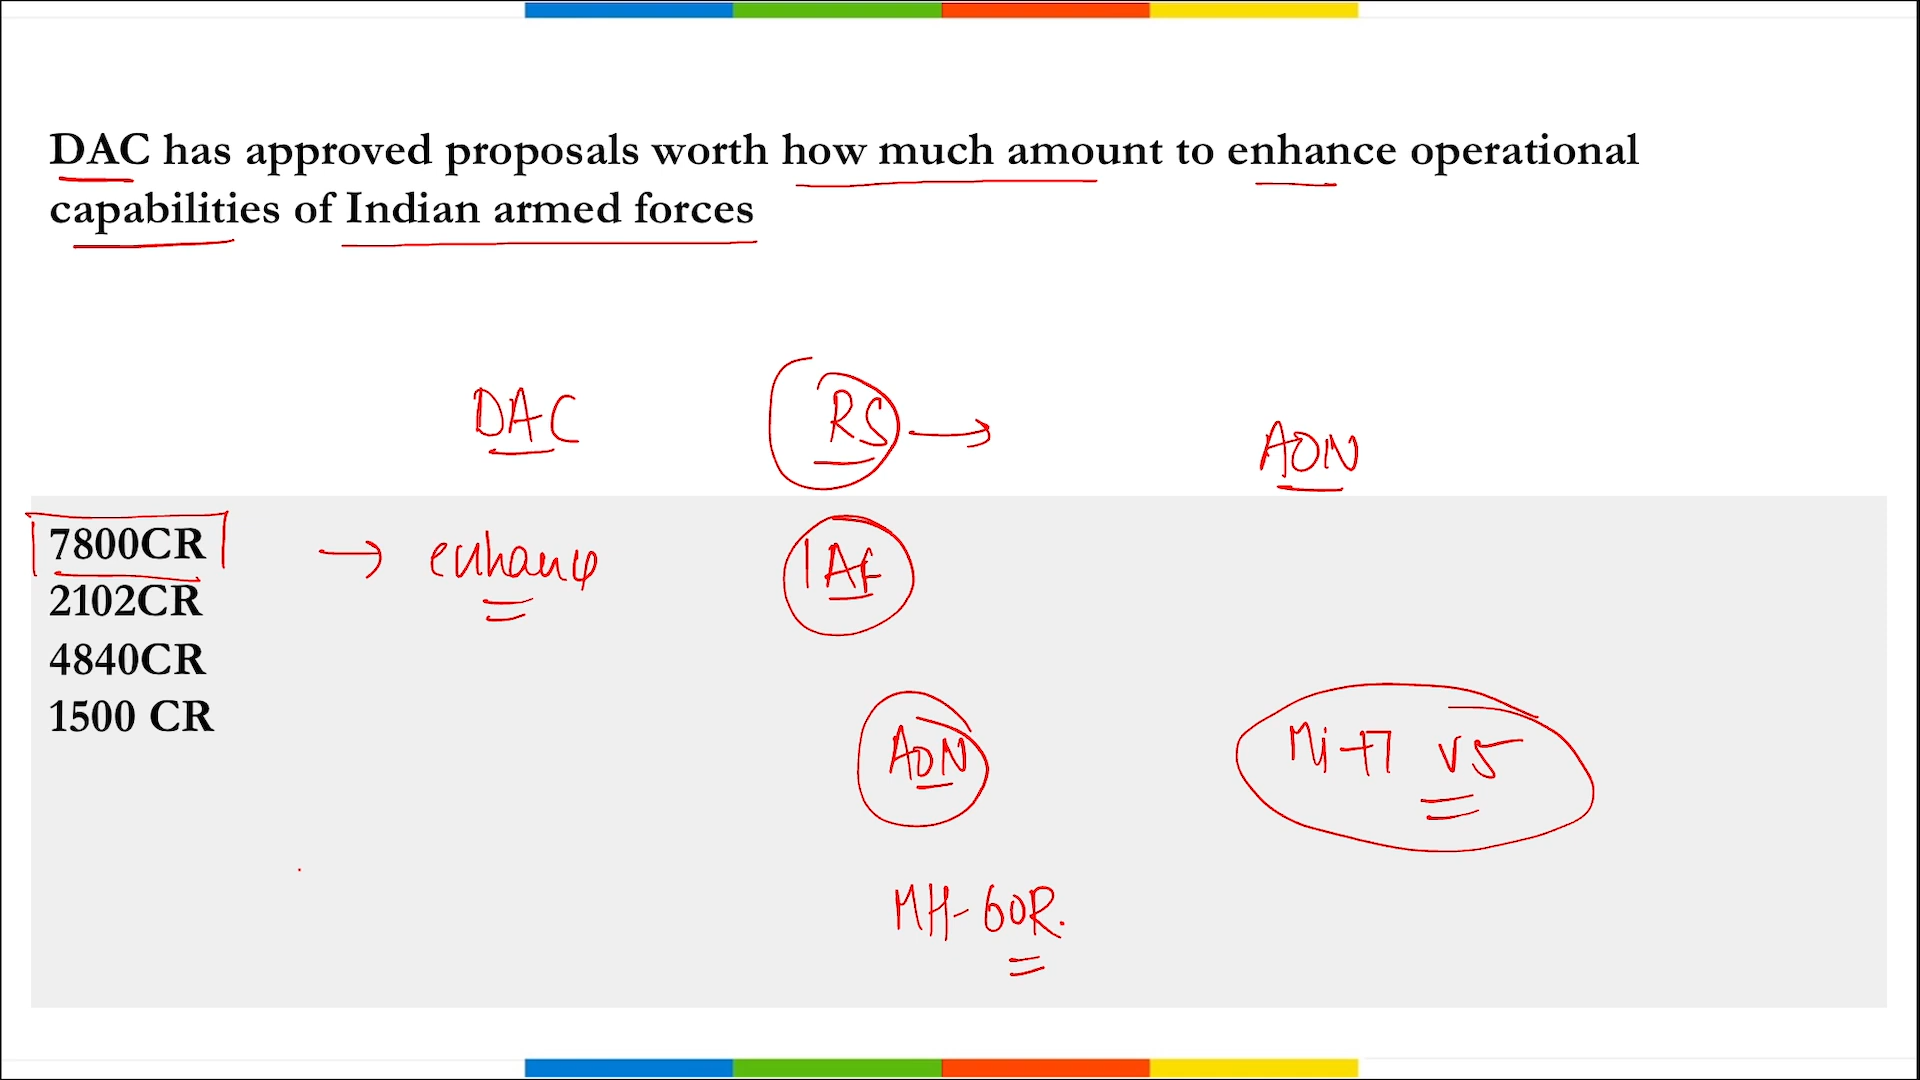 DAC has approved proposals worth how much amount to enhance operational
capabilities of Indian armed forces
DAC
RS
AON
7800CR
enhance
IAF
2102CR
4840CR
1500 CR
AON
Mi-17 V5
MH-60R.